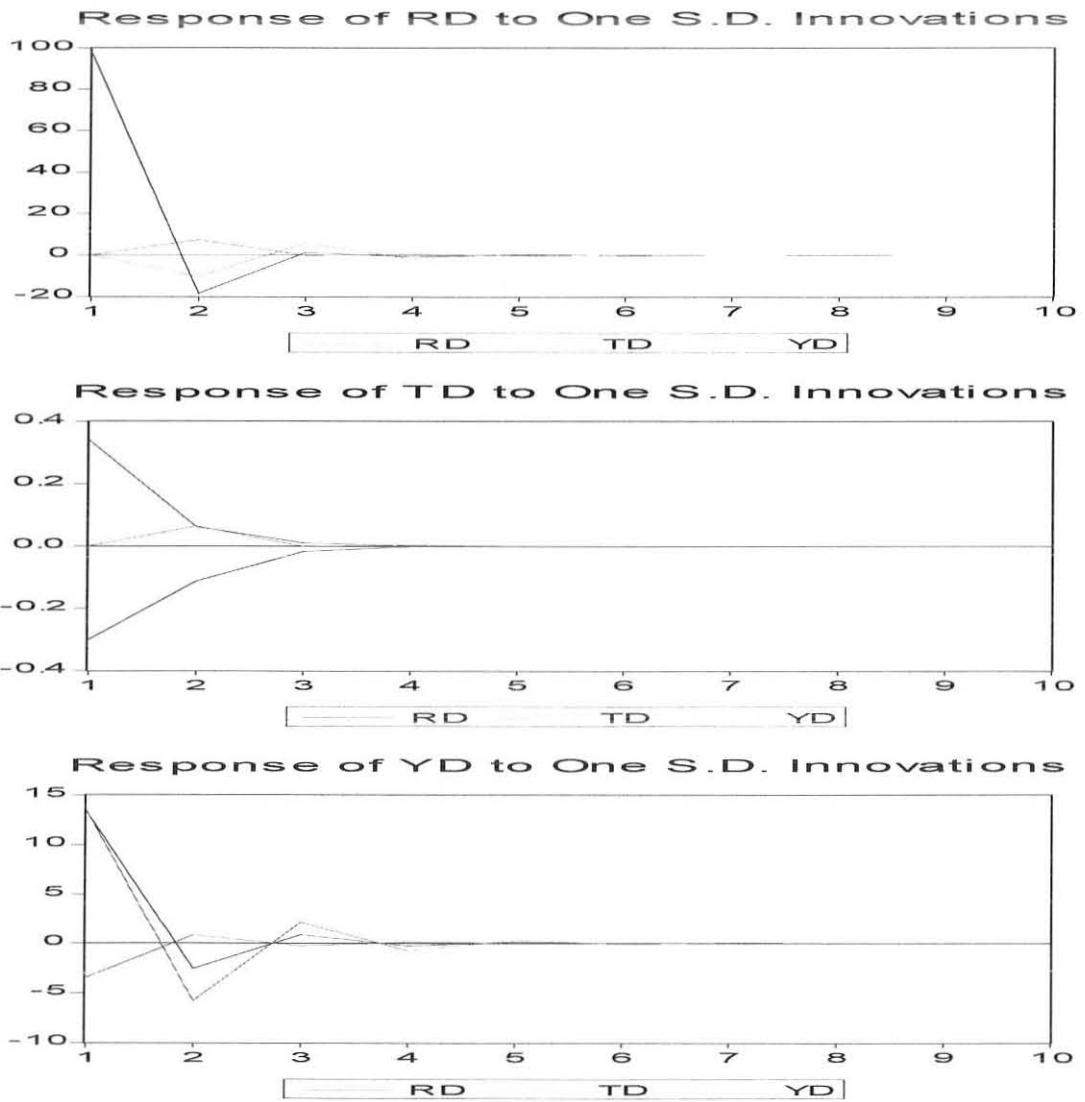 Response of RD to One S.D. Innovations
100
80
60
40
20
0
-20
1 2 3 4 5 6 7 8 9 10
RD TD YD
Response of TD to One S.D. Innovations
0.4
0.2
0.0
-0.2
-0.4
1 2 3 4 5 6 7 8 9 10
RD TD YD
Response of YD to One S.D. Innovations
15
10
5
0
-5
-10
1 2 3 4 5 6 7 8 9 10
RD TD YD